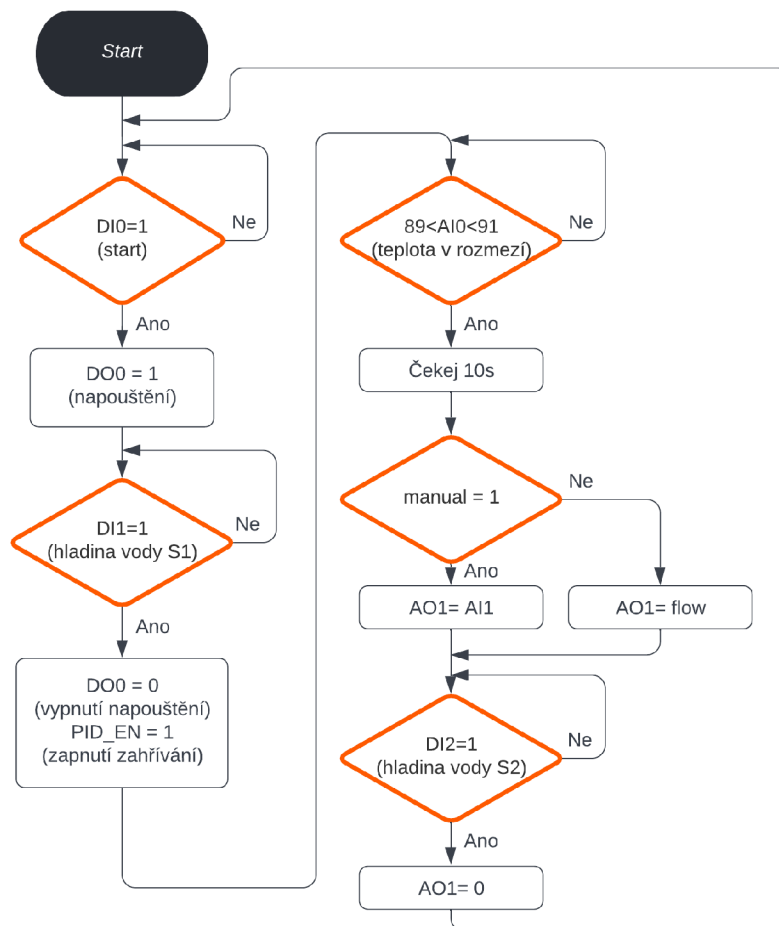 Start
DI0=1
(start)
Ne
Ano
DO0 = 1
(napouštění)
DI1=1
(hladina vody S1)
Ne
Ano
DO0 = 0
(vypnutí napouštění)
PID_EN = 1
(zapnutí zahřívání)
89<AI0<91
(teplota v rozmezí)
Ne
Ano
Čekej 10s
manual = 1
Ne
Ano
AO1= AI1
AO1= flow
DI2=1
(hladina vody S2)
Ne
Ano
AO1= 0